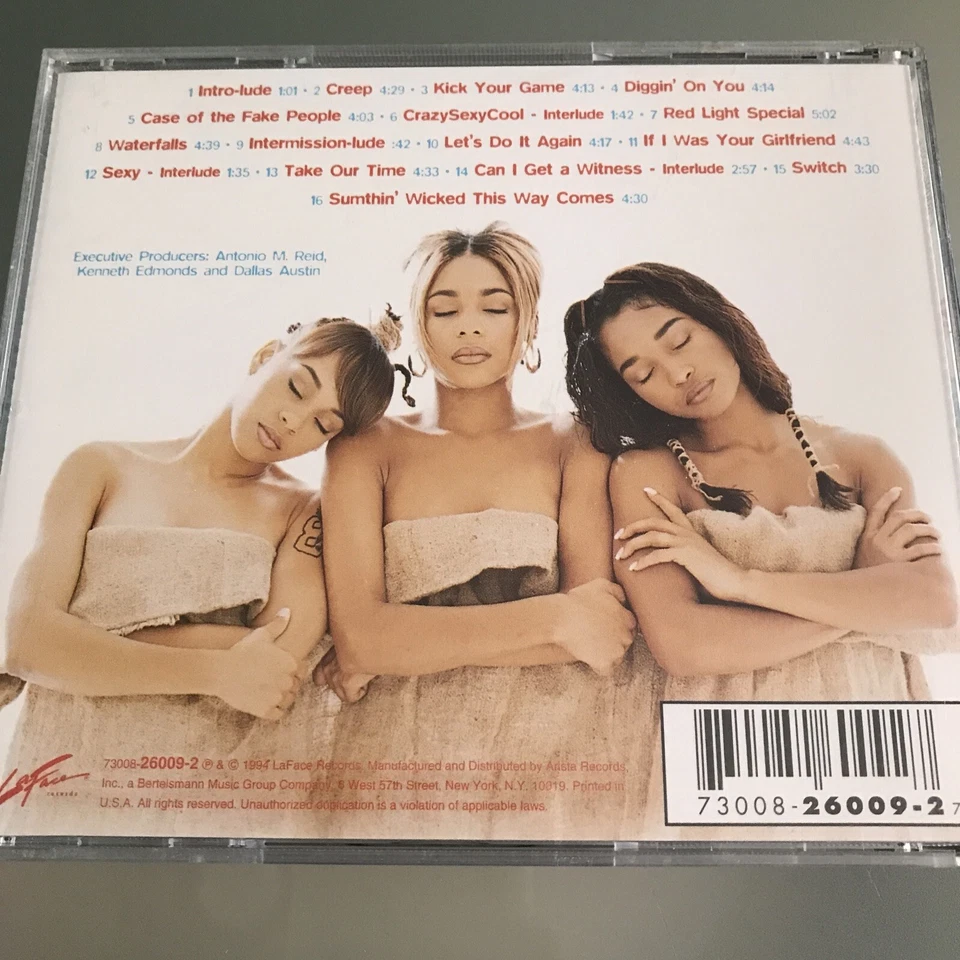 1 Intro-lude 1:01 · 2 Creep 4:29 · 3 Kick Your Game 4:13 · 4 Diggin' On You 4:14
5 Case of the Fake People 4:03 · 6 CrazySexyCool - Interlude 1:42 · 7 Red Light Special 5:02
8 Waterfalls 4:39 · 9 Intermission-lude :42 · 10 Let's Do It Again 4:17 · 11 If I Was Your Girlfriend 4:43
12 Sexy - Interlude 1:35 · 13 Take Our Time 4:33 · 14 Can I Get a Witness - Interlude 2:57 · 15 Switch 3:30
16 Sumthin' Wicked This Way Comes 4:30
Executive Producers: Antonio M. Reid,
Kenneth Edmonds and Dallas Austin
8
LaFace
records
73008-26009-2 ℗ & © 1994 LaFace Records. Manufactured and Distributed by Arista Records,
Inc., a Bertelsmann Music Group Company, 6 West 57th Street, New York, N.Y. 10019. Printed in
U.S.A. All rights reserved. Unauthorized duplication is a violation of applicable laws.
73008-26009-2 7